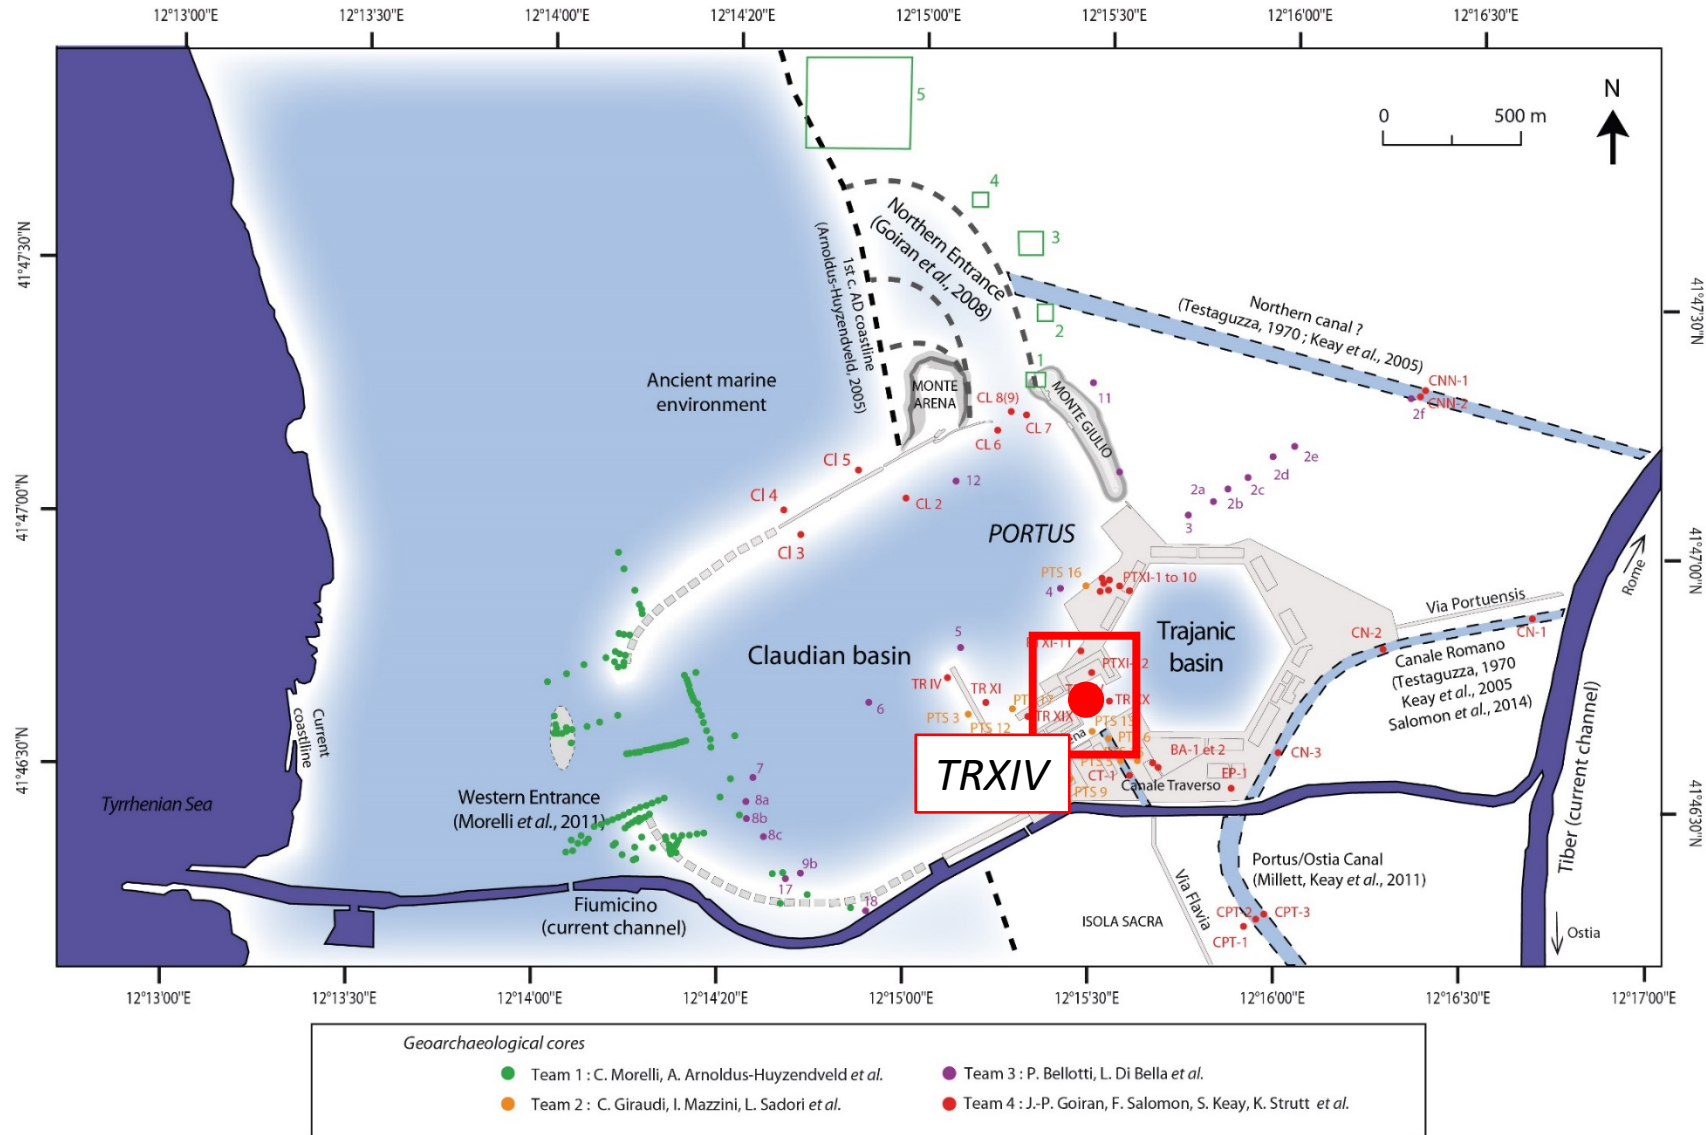 12°13'00"E
12°13'30"E
12°14'00"E
12°14'20"E
12°15'00"E
12°15'3,0"E
12°16'00"E
12°16'3,0"E
5
0
500 m
N
4
3
2
1
Northern Entrance
(Goiran et al., 2008)
1st c. AD coastline
(Arnoldus-Huyzendveld, 2005)
41°47'30"N
41°47'30"N
Northern canal ?
(Testaguzza, 1970 ; Keay et al., 2005)
Ancient marine
environment
MONTE
ARENA
MONTE GIULIO
CL 8(9)
CL 7
CL 6
11
CNN-1
CNN-2
2f
Cl 5
12
Cl 4
CL 2
Cl 3
2e
2d
2c
2a
2b
3
41°47'00"N
41°47'00"N
PORTUS
PTS 16
4
PTXI-1 to 10
Rome
Via Portuensis
5
Claudian basin
Trajanic
basin
CN-2
CN-1
Canale Romano
(Testaguzza, 1970
Keay et al., 2005
Salomon et al., 2014)
TR IV
TR XI
6
PTS 3
PTS 12
TR XIX
CN-3
BA-1 et 2
EP-1
Canale Traverso
CT-1
PTS 9
TRXIV
Current
coastlline
41°46'30"N
41°46'30"N
Tyrrhenian Sea
Western Entrance
(Morelli et al., 2011)
7
8a
8b
8c
9b
17
18
Fiumicino
(current channel)
Tiber (current channel)
Portus/Ostia Canal
(Millett, Keay et al., 2011)
Via Flavia
ISOLA SACRA
CPT-2
CPT-3
CPT-1
Ostia
12°13'00"E
12°13'3,0"E
12°14'00"E
12°14'20"E
12°15'00"E
12°15'3,0"E
12°16'00"E
12°16'3,0"E
12°17'00"E
Geoarchaeological cores
Team 1 : C. Morelli, A. Arnoldus-Huyzendveld et al.
Team 2 : C. Giraudi, I. Mazzini, L. Sadori et al.
Team 3 : P. Bellotti, L. Di Bella et al.
Team 4 : J.-P. Goiran, F. Salomon, S. Keay, K. Strutt et al.